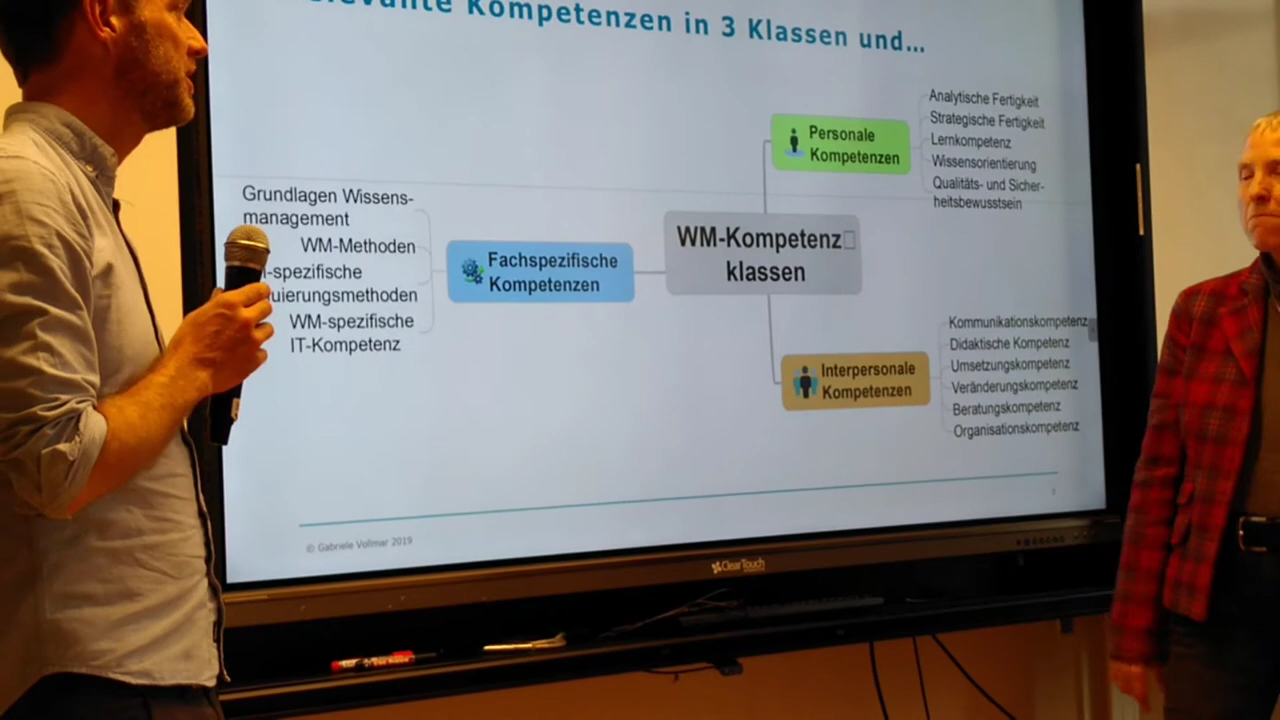 Kompetenzen in 3 Klassen und...
Grundlagen Wissens-
management
WM-Methoden
-spezifische
uierungsmethoden
WM-spezifische
IT-Kompetenz
Fachspezifische
Kompetenzen
WM-Kompetenz
klassen
Personale
Kompetenzen
Analytische Fertigkeit
Strategische Fertigkeit
Lernkompetenz
Wissensorientierung
Qualitäts- und Sicher-
heitsbewusstsein
Interpersonale
Kompetenzen
Kommunikationskompetenz
Didaktische Kompetenz
Umsetzungskompetenz
Veränderungskompetenz
Beratungskompetenz
Organisationskompetenz
© Gabriele Vollmar 2019
ClearTouch